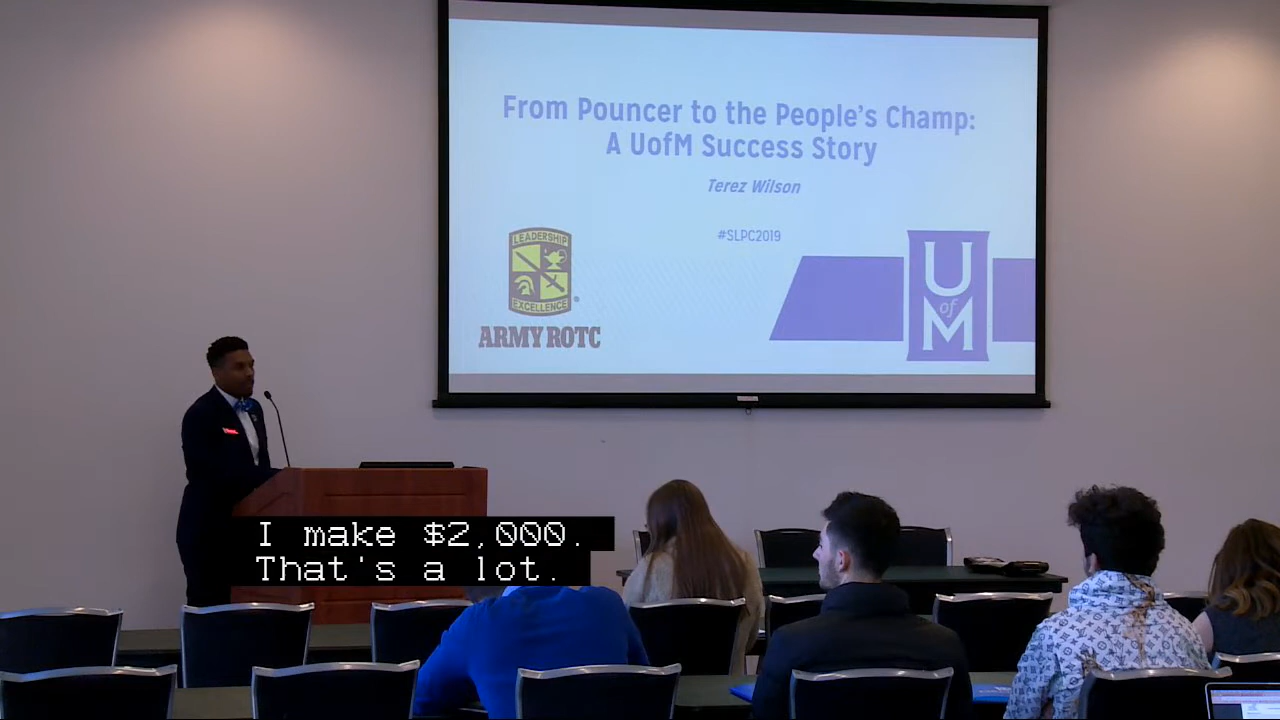 From Pouncer to the People's Champ:
A UofM Success Story
Terez Wilson
#SLPC2019
LEADERSHIP
EXCELLENCE
ARMY ROTC
U
of
M
I make $2,000.
That's a lot.